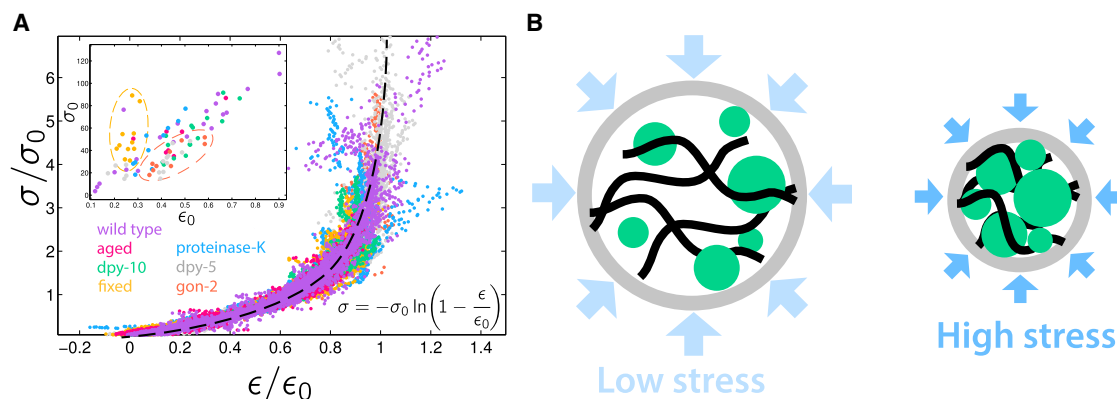 A
B
σ/σ₀
6
5
4
3
2
1
−0.2
0
0.2
0.4
0.6
0.8
1
1.2
1.4
ϵ/ϵ₀
σ₀
120
100
80
60
40
20
0
0.1
0.2
0.3
0.4
0.5
0.6
0.7
0.8
0.9
ϵ₀
wild type
aged proteinase-K
dpy-10 dpy-5
fixed gon-2
σ = −σ₀ ln(1 − ϵ/ϵ₀)
Low stress
High stress